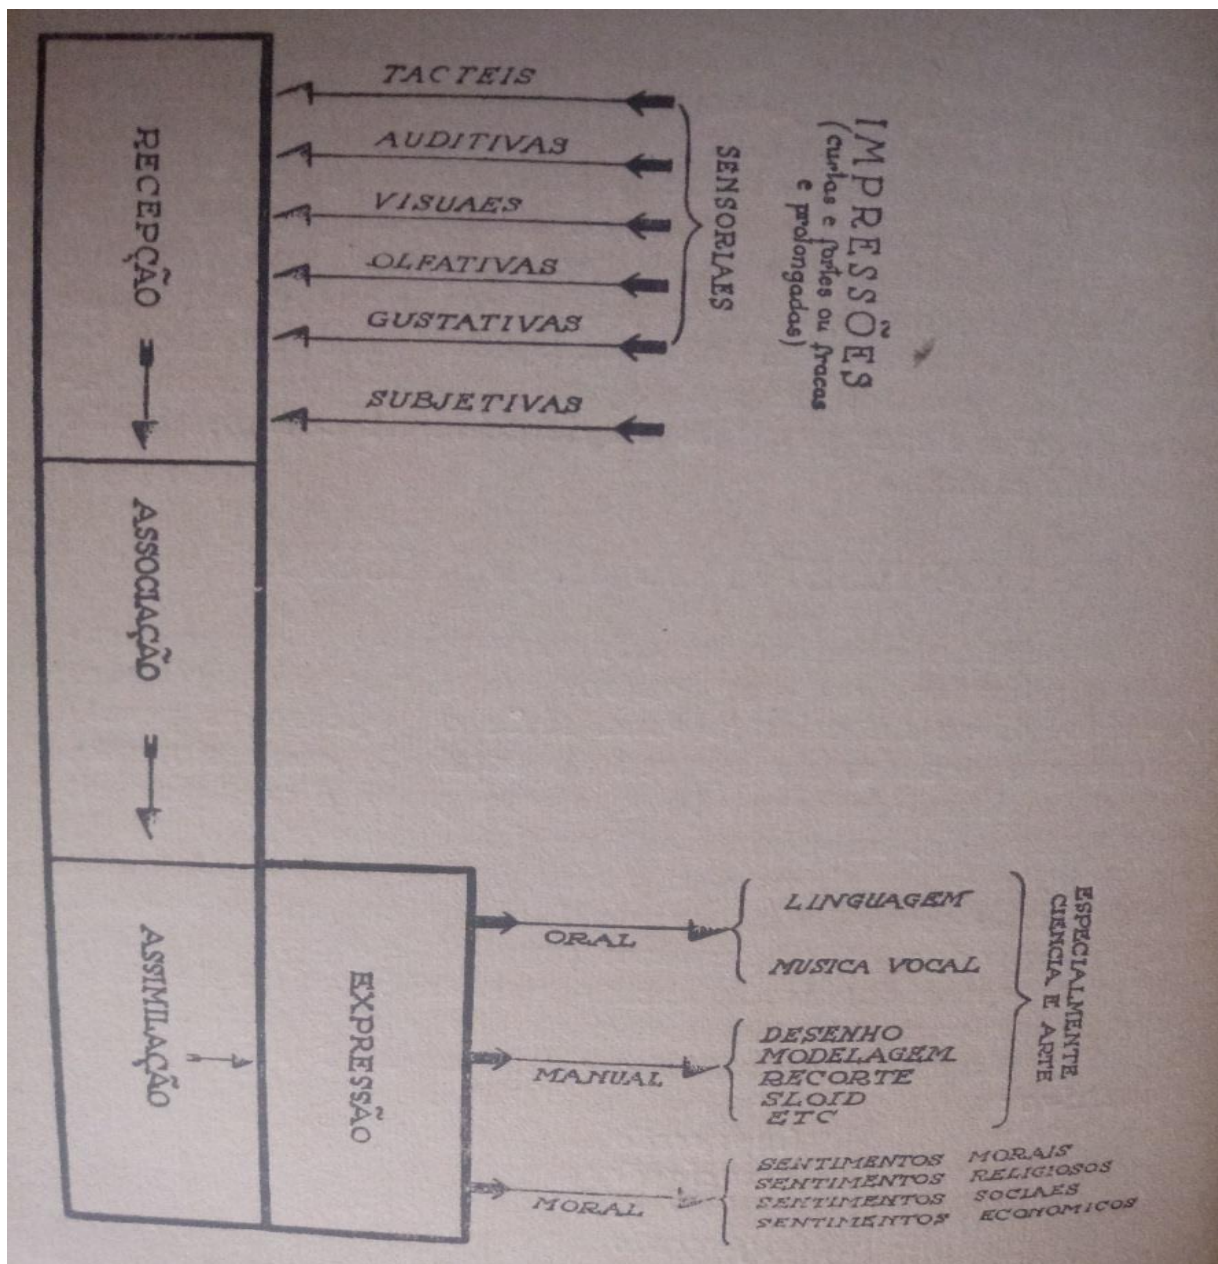 IMPRESSÕES
(curtas e fortes ou fracas
e prolongadas)
SENSORIAES
TACTEIS
AUDITIVAS
VISUAES
OLFATIVAS
GUSTATIVAS
SUBJETIVAS
RECEPÇÃO
ASSOCIAÇÃO
ASSIMILAÇÃO
EXPRESSÃO
ORAL
LINGUAGEM
MUSICA VOCAL
MANUAL
DESENHO
MODELAGEM
RECORTE
SLOID
ETC
ESPECIALMENTE
CIENCIA E ARTE
MORAL
SENTIMENTOS MORAIS
SENTIMENTOS RELIGIOSOS
SENTIMENTOS SOCIAES
SENTIMENTOS ECONOMICOS